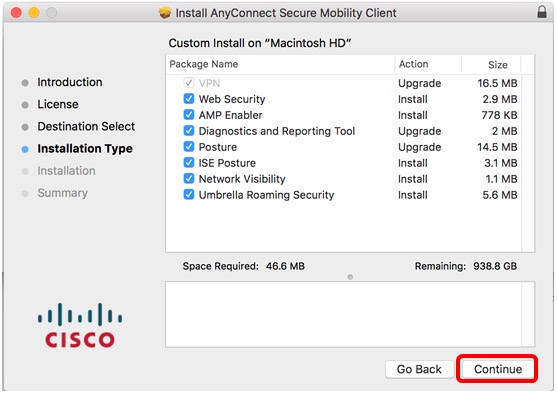 Install AnyConnect Secure Mobility Client
Custom Install on “Macintosh HD”
Package Name Action Size
VPN Upgrade 16.5 MB
Web Security Install 2.9 MB
AMP Enabler Install 778 KB
Diagnostics and Reporting Tool Upgrade 2 MB
Posture Upgrade 14.5 MB
ISE Posture Install 3.1 MB
Network Visibility Install 1.1 MB
Umbrella Roaming Security Install 5.6 MB
Introduction
License
Destination Select
Installation Type
Installation
Summary
Space Required: 46.6 MB Remaining: 938.8 GB
CISCO
Go Back Continue